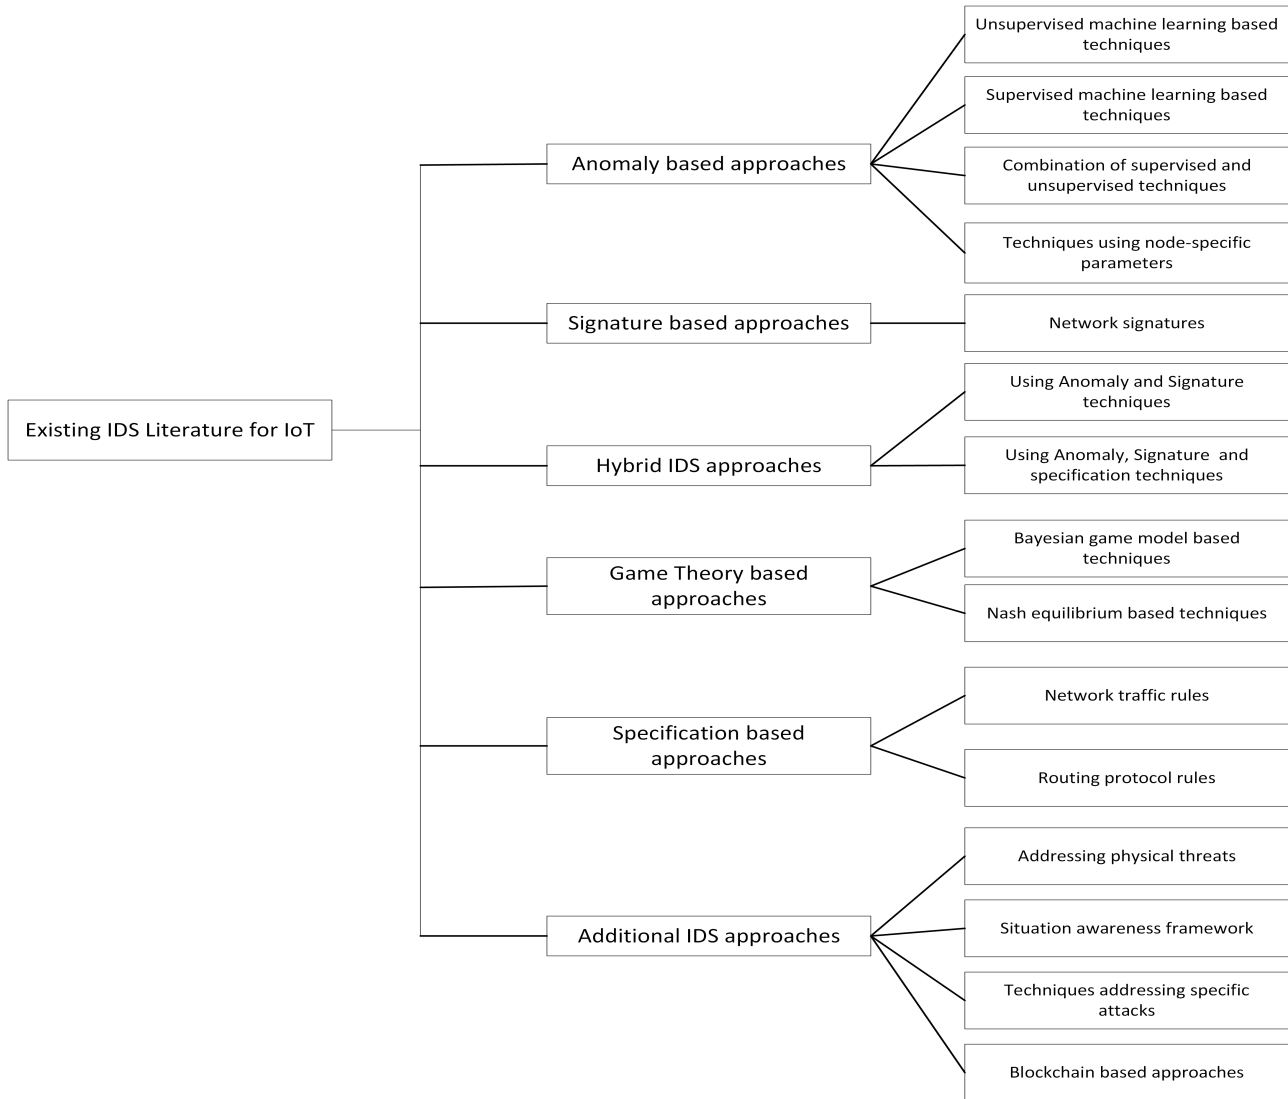 Existing IDS Literature for IoT
Anomaly based approaches
Unsupervised machine learning based
techniques
Supervised machine learning based
techniques
Combination of supervised and
unsupervised techniques
Techniques using node-specific
parameters
Signature based approaches
Network signatures
Hybrid IDS approaches
Using Anomaly and Signature
techniques
Using Anomaly, Signature  and
specification techniques
Game Theory based
approaches
Bayesian game model based
techniques
Nash equilibrium based techniques
Specification based
approaches
Network traffic rules
Routing protocol rules
Additional IDS approaches
Addressing physical threats
Situation awareness framework
Techniques addressing specific
attacks
Blockchain based approaches